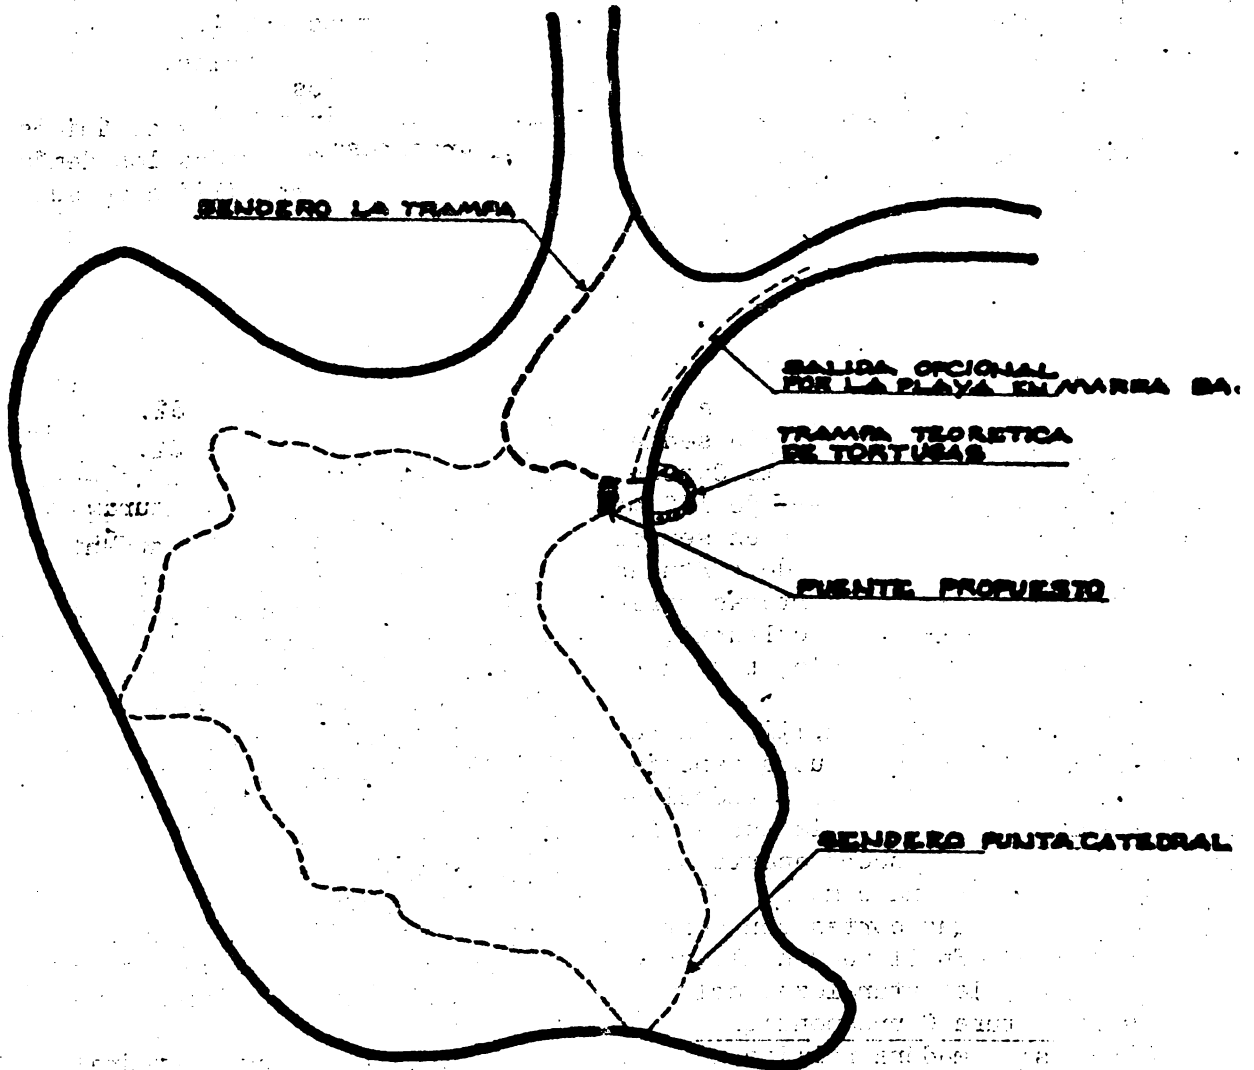 SENDERO LA TRAMPA
SALIDA OPCIONAL
POR LA PLAYA EN MAREA BA.
TRAMPA TEORETICA
DE TORTUGAS
PUENTE PROPUESTO
SENDERO PUNTA CATEDRAL